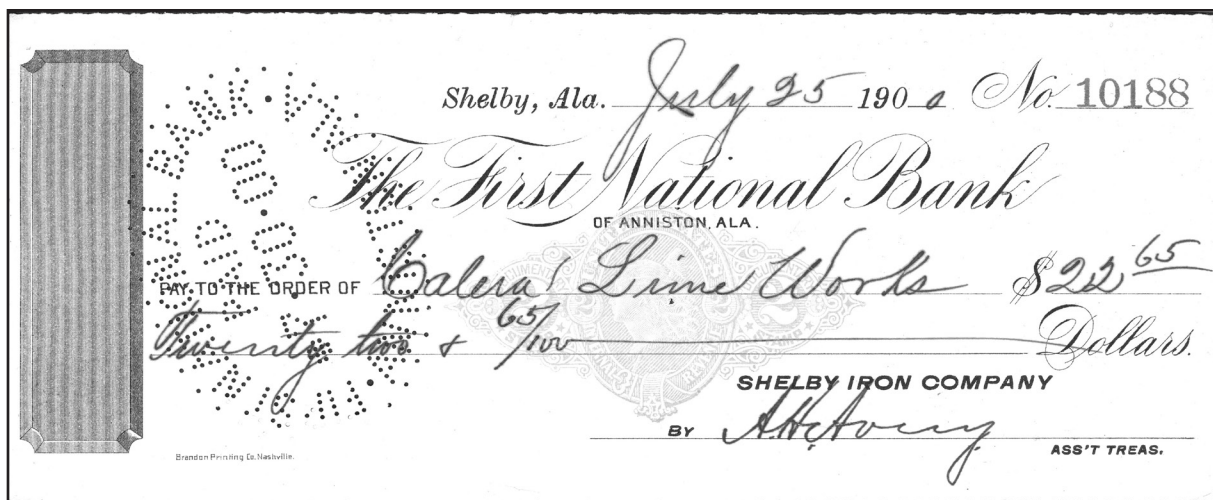 Shelby, Ala. July 25 1900 No. 10188
The First National Bank
OF ANNISTON, ALA.
PAY TO THE ORDER OF Calera Lime Works $22 65
Twenty two & 65/100 Dollars.
SHELBY IRON COMPANY
BY A.H. Avery
ASS'T TREAS.
Brandon Printing Co. Nashville.